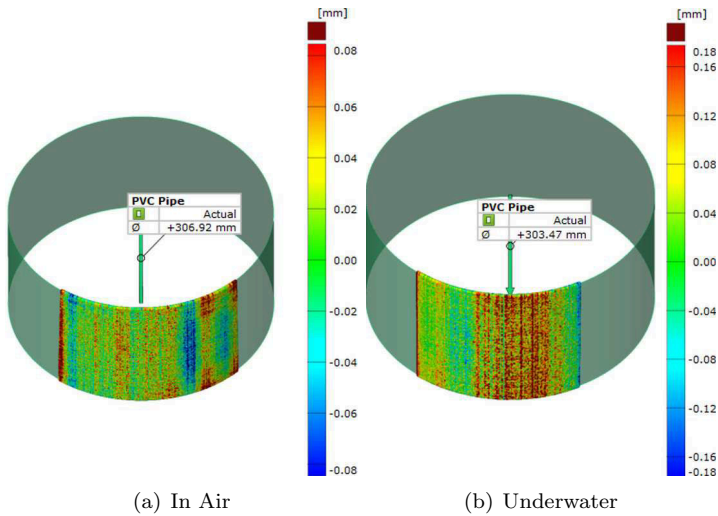 [mm]
0.08
0.06
0.04
0.02
0.00
-0.02
-0.04
-0.06
-0.08
PVC Pipe
Actual
Ø +306.92 mm
(a) In Air
[mm]
0.18
0.16
0.12
0.08
0.04
0.00
-0.04
-0.08
-0.12
-0.16
-0.18
PVC Pipe
Actual
Ø +303.47 mm
(b) Underwater